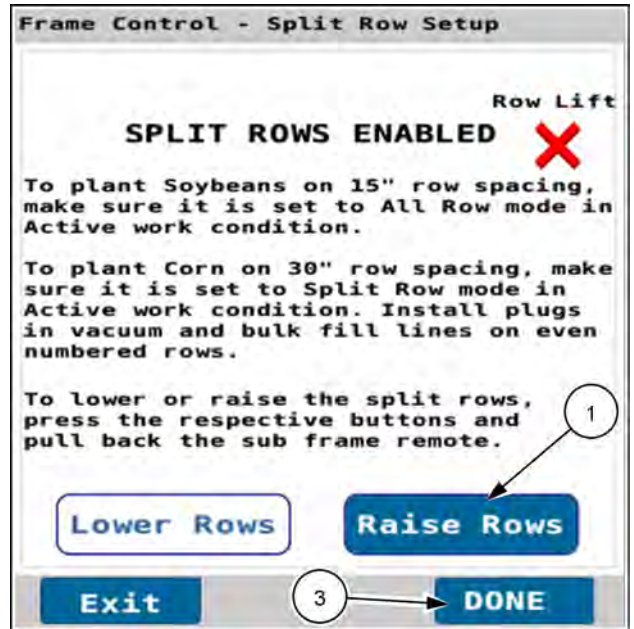 Frame Control - Split Row Setup
Row Lift
SPLIT ROWS ENABLED
To plant Soybeans on 15" row spacing,
make sure it is set to All Row mode in
Active work condition.
To plant Corn on 30" row spacing, make
sure it is set to Split Row mode in
Active work condition. Install plugs
in vacuum and bulk fill lines on even
numbered rows.
To lower or raise the split rows,
press the respective buttons and
pull back the sub frame remote.
1
Lower Rows
Raise Rows
Exit
3
DONE